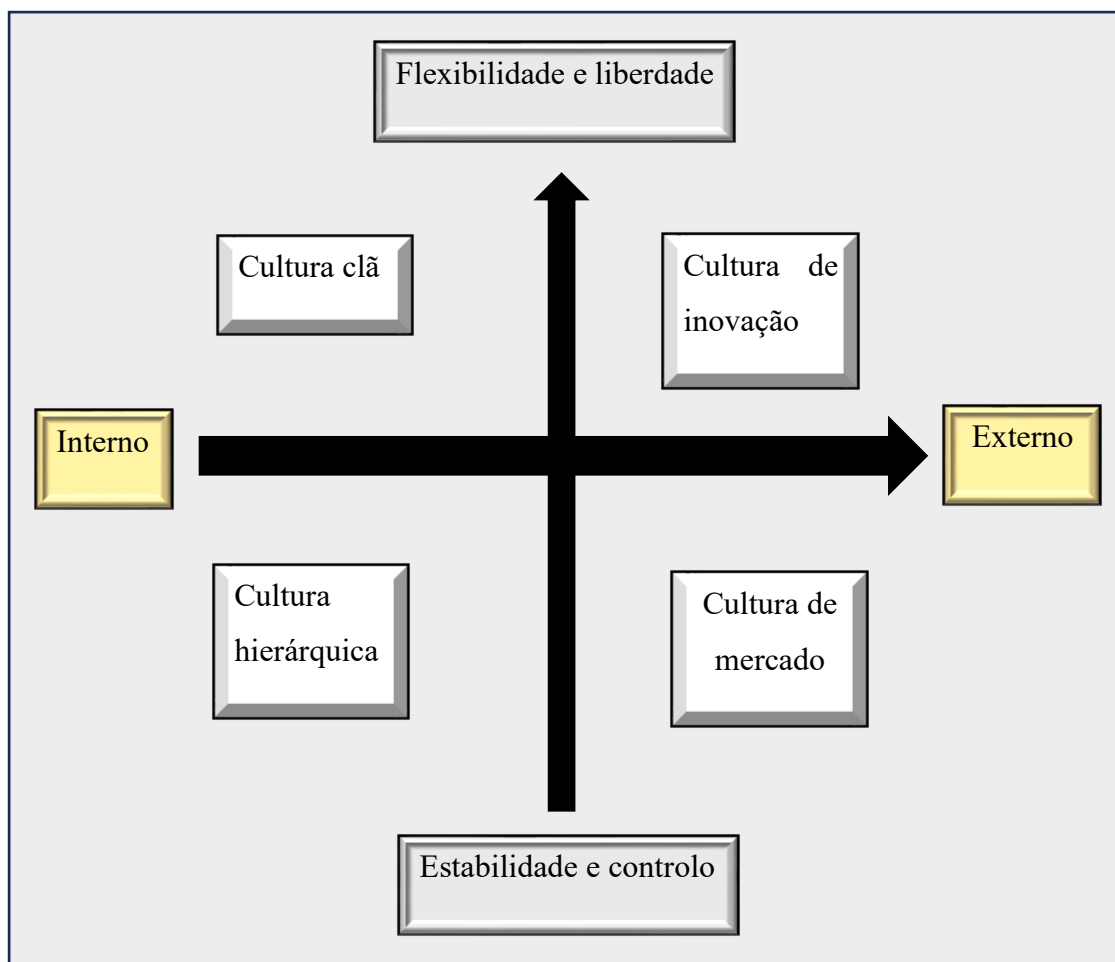 Flexibilidade e liberdade
Cultura clã
Cultura de
inovação
Interno
Externo
Cultura
hierárquica
Cultura de
mercado
Estabilidade e controlo